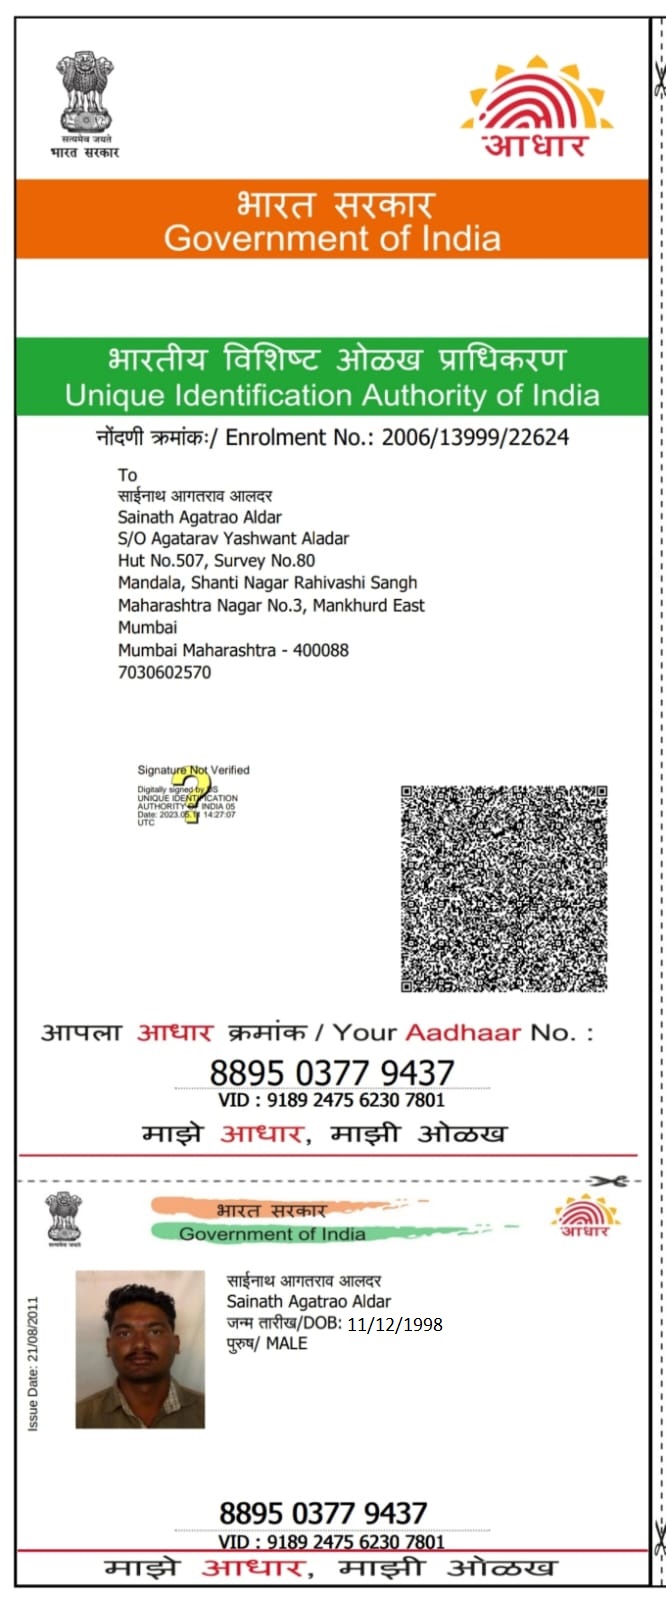 सत्यमेव जयते
भारत सरकार
आधार
भारत सरकार
Government of India
भारतीय विशिष्ट ओळख प्राधिकरण
Unique Identification Authority of India
नोंदणी क्रमांकः/ Enrolment No.: 2006/13999/22624
To
साईनाथ आगतराव आलदर
Sainath Agatrao Aldar
S/O Agatarav Yashwant Aladar
Hut No.507, Survey No.80
Mandala, Shanti Nagar Rahivashi Sangh
Maharashtra Nagar No.3, Mankhurd East
Mumbai
Mumbai Maharashtra - 400088
7030602570
Signature Not Verified
Digitally signed by DS
UNIQUE IDENTIFICATION
AUTHORITY OF INDIA 05
Date: 2023.05.11 14:27:07
UTC
आपला आधार क्रमांक / Your Aadhaar No. :
8895 0377 9437
VID : 9189 2475 6230 7801
माझे आधार, माझी ओळख
सत्यमेव जयते
भारत सरकार
Government of India
आधार
Issue Date: 21/08/2011
साईनाथ आगतराव आलदर
Sainath Agatrao Aldar
जन्म तारीख/DOB: 11/12/1998
पुरुष/ MALE
8895 0377 9437
VID : 9189 2475 6230 7801
माझे आधार, माझी ओळख